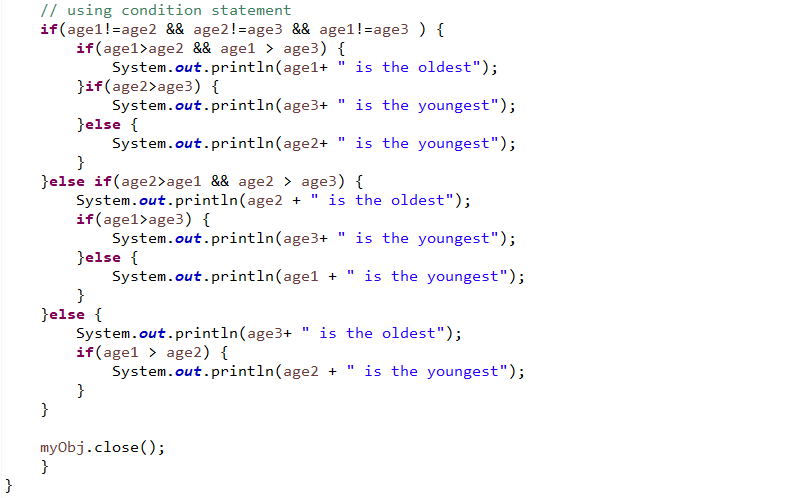 // using condition statement
if(age1!=age2 && age2!=age3 && age1!=age3 ) {
if(age1>age2 && age1 > age3) {
System.out.println(age1+ " is the oldest");
}if(age2>age3) {
System.out.println(age3+ " is the youngest");
}else {
System.out.println(age2+ " is the youngest");
}
}else if(age2>age1 && age2 > age3) {
System.out.println(age2 + " is the oldest");
if(age1>age3) {
System.out.println(age3+ " is the youngest");
}else {
System.out.println(age1 + " is the youngest");
}
}else {
System.out.println(age3+ " is the oldest");
if(age1 > age2) {
System.out.println(age2 + " is the youngest");
}
}
myObj.close();
}
}